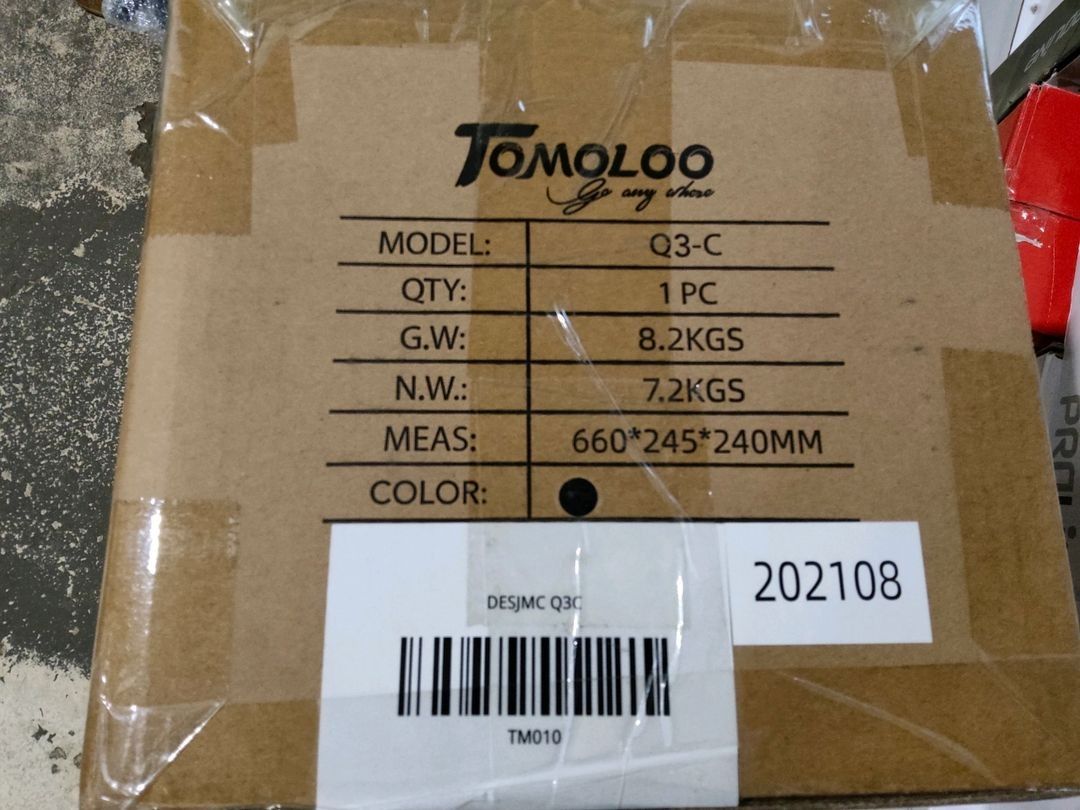 TOMOLOO
Go any where
MODEL: Q3-C
QTY: 1 PC
G.W: 8.2KGS
N.W.: 7.2KGS
MEAS: 660*245*240MM
COLOR:
202108
DESJMC Q3C
TM010